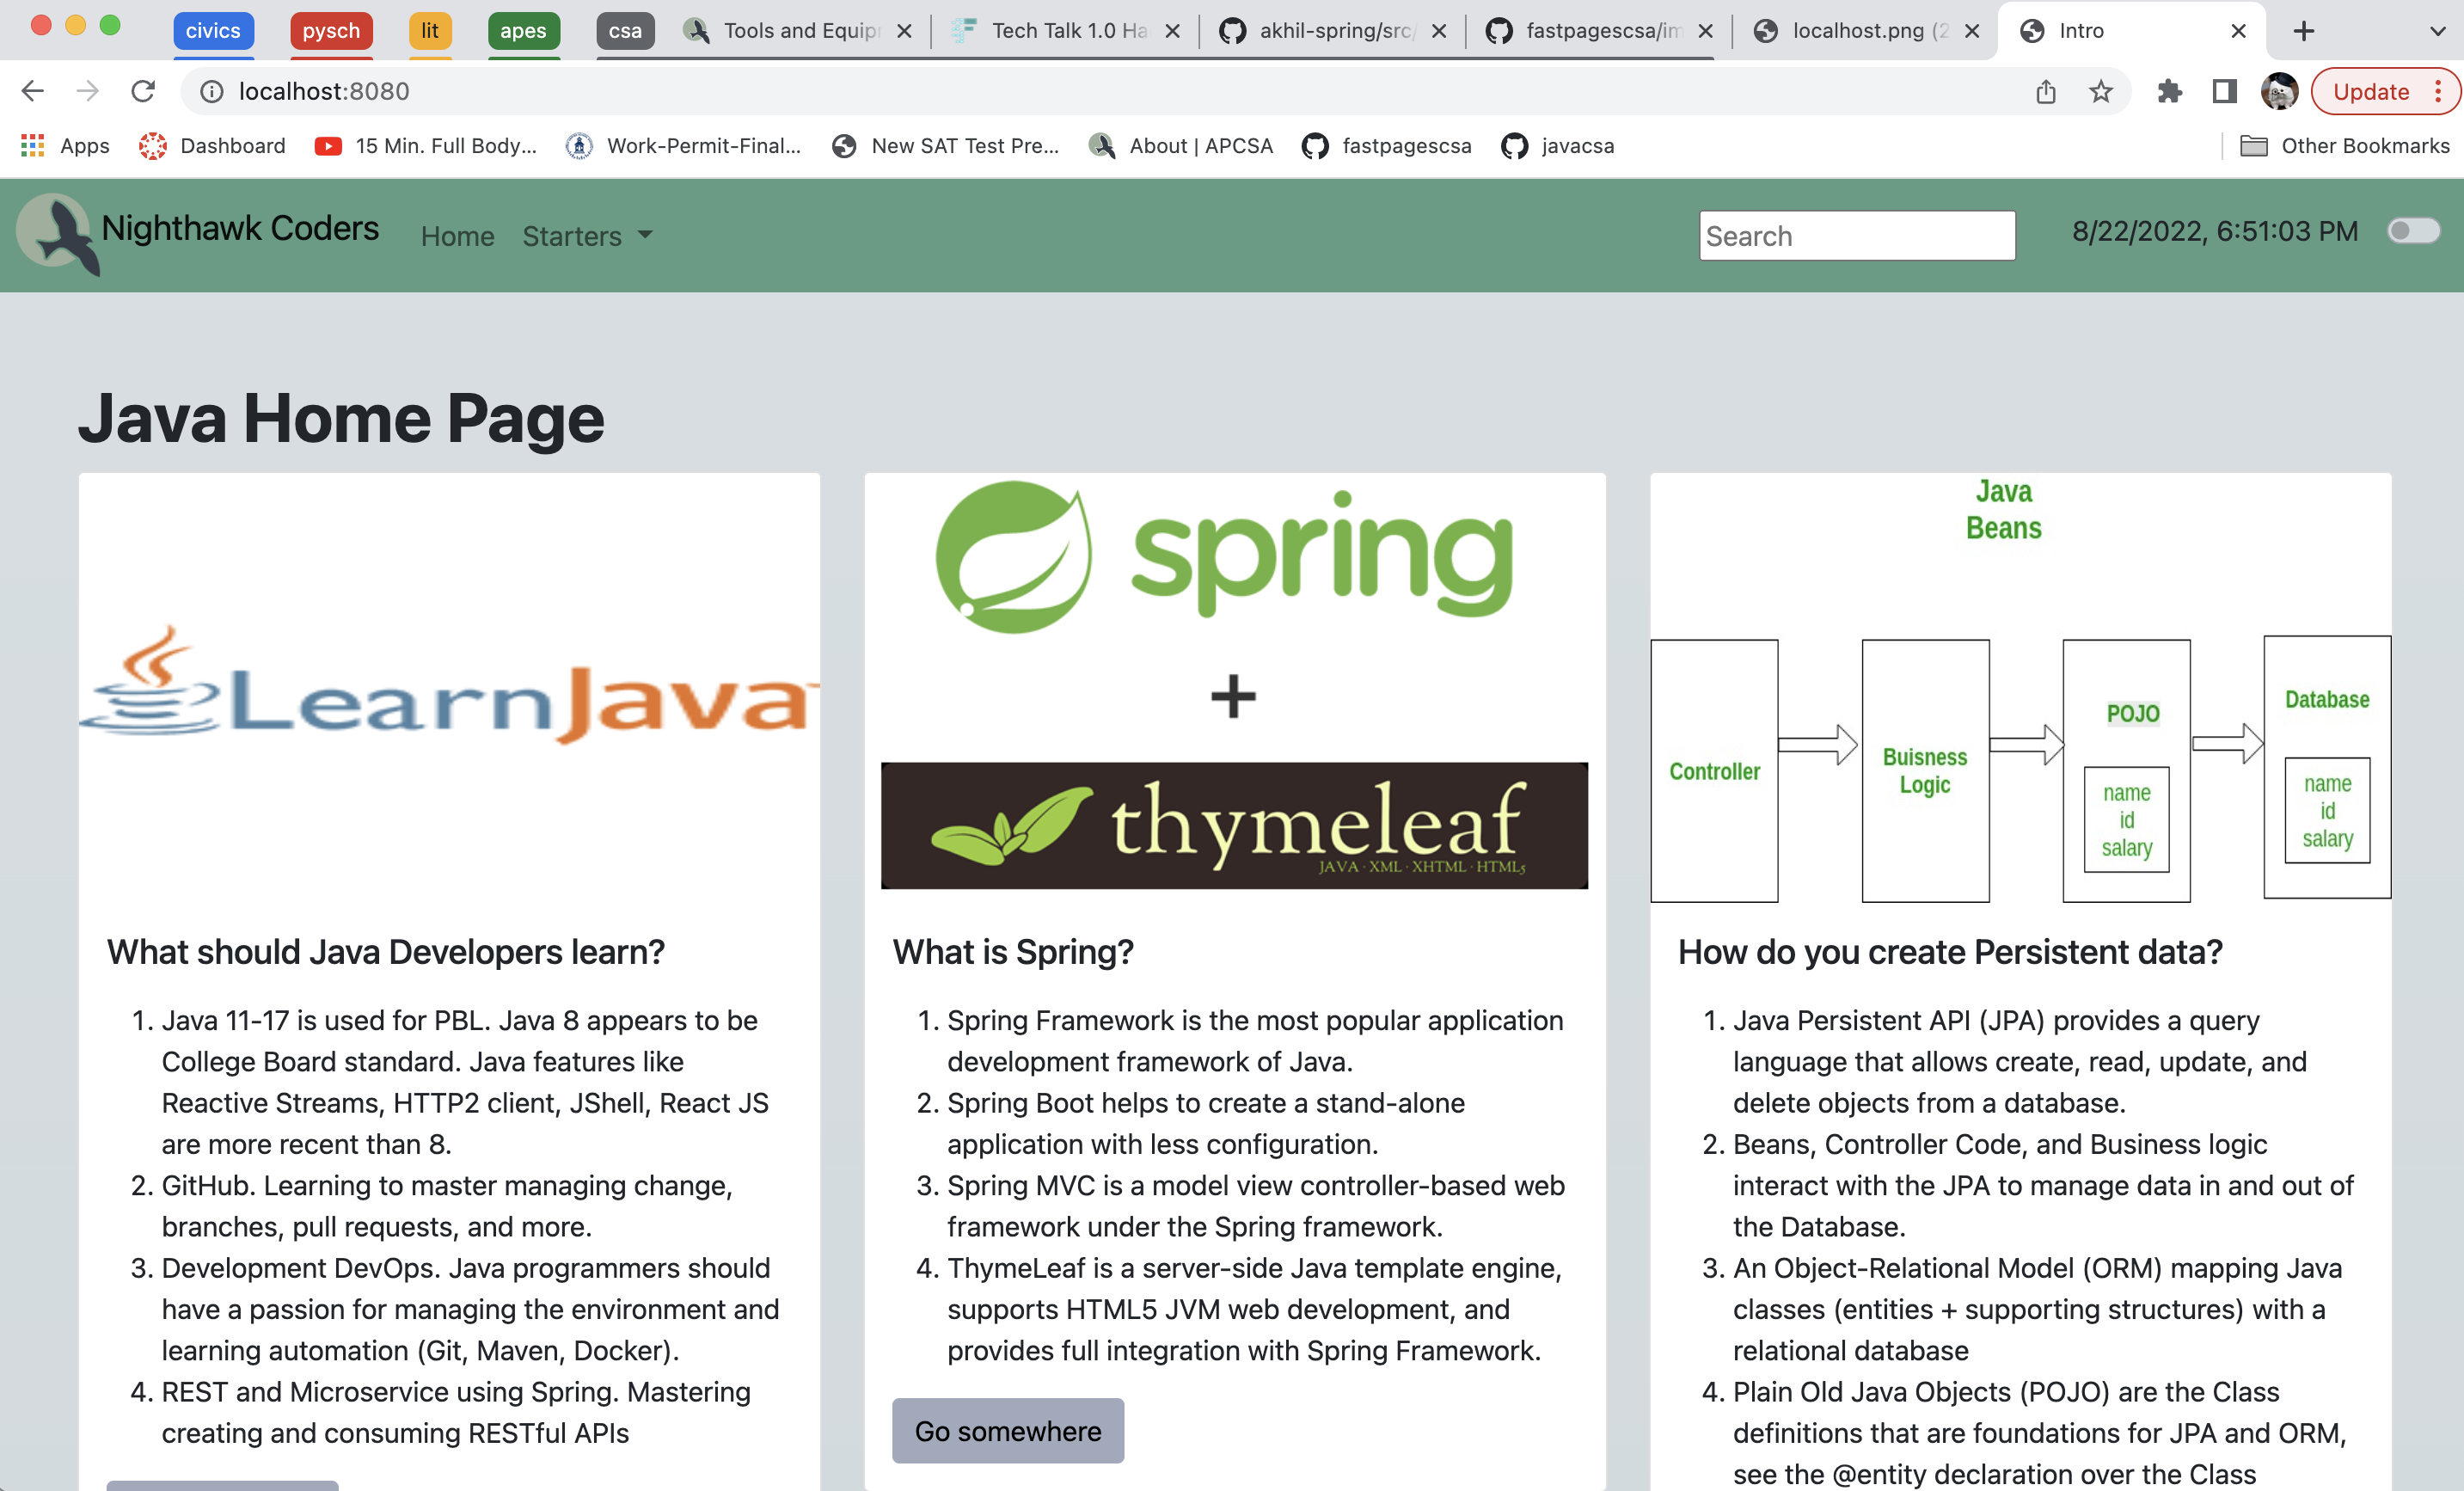 civics pysch lit apes csa Tools and Equip Tech Talk 1.0 Ha akhil-spring/src/ fastpagescsa/im localhost.png (2 Intro
localhost:8080 Update
Apps Dashboard 15 Min. Full Body... Work-Permit-Final... New SAT Test Pre... About | APCSA fastpagescsa javacsa Other Bookmarks
Nighthawk Coders Home Starters Search 8/22/2022, 6:51:03 PM
Java Home Page
LearnJava
What should Java Developers learn?
1. Java 11-17 is used for PBL. Java 8 appears to be
College Board standard. Java features like
Reactive Streams, HTTP2 client, JShell, React JS
are more recent than 8.
2. GitHub. Learning to master managing change,
branches, pull requests, and more.
3. Development DevOps. Java programmers should
have a passion for managing the environment and
learning automation (Git, Maven, Docker).
4. REST and Microservice using Spring. Mastering
creating and consuming RESTful APIs
spring
+
thymeleaf
JAVA · XML · XHTML · HTML5
What is Spring?
1. Spring Framework is the most popular application
development framework of Java.
2. Spring Boot helps to create a stand-alone
application with less configuration.
3. Spring MVC is a model view controller-based web
framework under the Spring framework.
4. ThymeLeaf is a server-side Java template engine,
supports HTML5 JVM web development, and
provides full integration with Spring Framework.
Go somewhere
Java
Beans
Controller
Buisness
Logic
POJO
name
id
salary
Database
name
id
salary
How do you create Persistent data?
1. Java Persistent API (JPA) provides a query
language that allows create, read, update, and
delete objects from a database.
2. Beans, Controller Code, and Business logic
interact with the JPA to manage data in and out of
the Database.
3. An Object-Relational Model (ORM) mapping Java
classes (entities + supporting structures) with a
relational database
4. Plain Old Java Objects (POJO) are the Class
definitions that are foundations for JPA and ORM,
see the @entity declaration over the Class